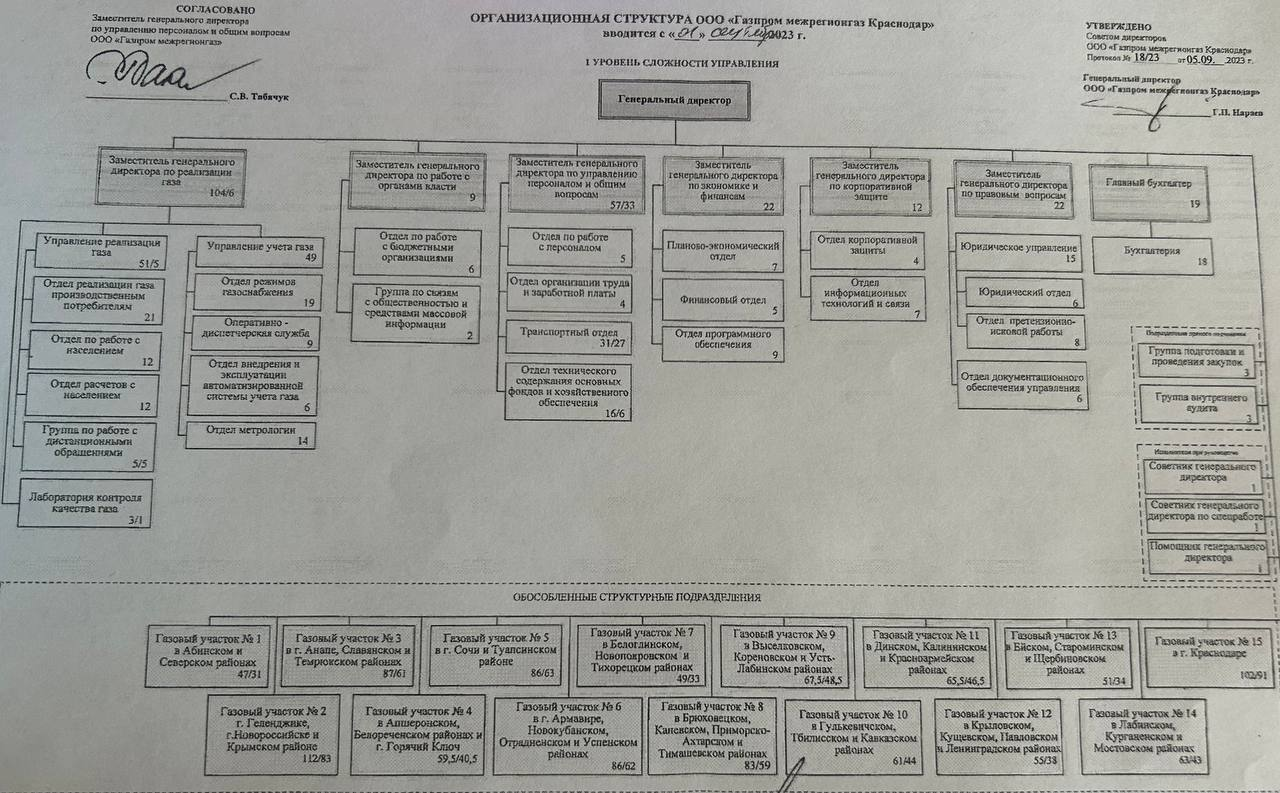 СОГЛАСОВАНО
Заместитель генерального директора
по управлению персоналом и общим вопросам
ООО «Газпром межрегионгаз»
С.В. Табачук
ОРГАНИЗАЦИОННАЯ СТРУКТУРА ООО «Газпром межрегионгаз Краснодар»
вводится с «01» 2023 г.
УТВЕРЖДЕНО
Советом директоров
ООО «Газпром межрегионгаз Краснодар»
Протокол № 18/23 от 05.09. 2023 г.
Генеральный директор
ООО «Газпром межрегионгаз Краснодар»
Г.П. Нараев
I УРОВЕНЬ СЛОЖНОСТИ УПРАВЛЕНИЯ
Генеральный директор
Заместитель генерального
директора по реализации
газа
104/6
Управление реализации
газа
51/5
Отдел реализации газа
производственным
потребителям
21
Отдел по работе с
населением
12
Отдел расчетов с
населением
12
Группа по работе с
дистанционными
обращениями
5/5
Лаборатория контроля
качества газа
3/1
Управление учета газа
49
Отдел режимов
газоснабжения
19
Оперативно -
диспетчерская служба
9
Отдел внедрения и
эксплуатации
автоматизированной
системы учета газа
6
Отдел метрологии
14
Заместитель генерального
директора по работе с
органами власти
9
Отдел по работе
с бюджетными
организациями
6
Группа по связям
с общественностью и
средствами массовой
информации
2
Заместитель генерального
директора по управлению
персоналом и общим
вопросам
57/33
Отдел по работе
с персоналом
5
Отдел организации труда
и заработной платы
4
Транспортный отдел
31/27
Отдел технического
содержания основных
фондов и хозяйственного
обеспечения
16/6
Заместитель
генерального директора
по экономике и
финансам
22
Планово-экономический
отдел
7
Финансовый отдел
5
Отдел программного
обеспечения
9
Заместитель
генерального директора
по корпоративной
защите
12
Отдел корпоративной
защиты
4
Отдел
информационных
технологий и связи
7
Заместитель
генерального директора
по правовым вопросам
22
Юридическое управление
15
Юридический отдел
6
Отдел претензионно-
исковой работы
8
Отдел документационного
обеспечения управления
6
Главный бухгалтер
19
Бухгалтерия
18
Группа подготовки и
проведения закупок
3
Группа внутреннего
аудита
3
Советник генерального
директора
1
Советник генерального
директора по спецработе
1
Помощник генерального
директора
1
ОБОСОБЛЕННЫЕ СТРУКТУРНЫЕ ПОДРАЗДЕЛЕНИЯ
Газовый участок № 1
в Абинском и
Северском районах
47/31
Газовый участок № 3
в г. Анапе, Славянском и
Темрюкском районах
87/61
Газовый участок № 5
в г. Сочи и Туапсинском
районе
86/63
Газовый участок № 7
в Белоглинском,
Новопокровском и
Тихорецком районах
49/33
Газовый участок № 9
в Выселковском,
Кореновском и Усть-
Лабинском районах
67,5/48,5
Газовый участок № 11
в Динском, Калининском
и Красноармейском
районах
65,5/46,5
Газовый участок № 13
в Ейском, Староминском
и Щербиновском
районах
51/34
Газовый участок № 15
в г. Краснодаре
102/91
Газовый участок № 2
г. Геленджике,
г.Новороссийске и
Крымском районе
112/83
Газовый участок № 4
в Апшеронском,
Белореченском районах и
г. Горячий Ключ
59,5/40,5
Газовый участок № 6
в г. Армавире,
Новокубанском,
Отрадненском и Успенском
районах
86/62
Газовый участок № 8
в Брюховецком,
Каневском, Приморско-
Ахтарском и
Тимашевском районах
83/59
Газовый участок № 10
в Гулькевичском,
Тбилисском и Кавказском
районах
61/44
Газовый участок № 12
в Крыловском,
Кущевском, Павловском
и Ленинградском районах
55/38
Газовый участок № 14
в Лабинском,
Курганенском и
Мостовском районах
63/43